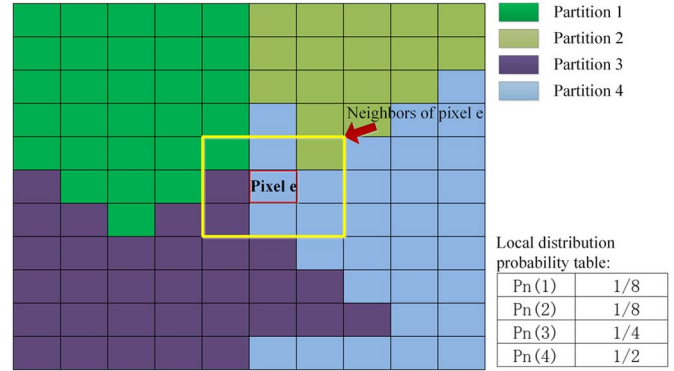 Partition 1
Partition 2
Partition 3
Partition 4
Neighbors of pixel e
Pixel e
Local distribution
probability table:
Pn(1) 1/8
Pn(2) 1/8
Pn(3) 1/4
Pn(4) 1/2